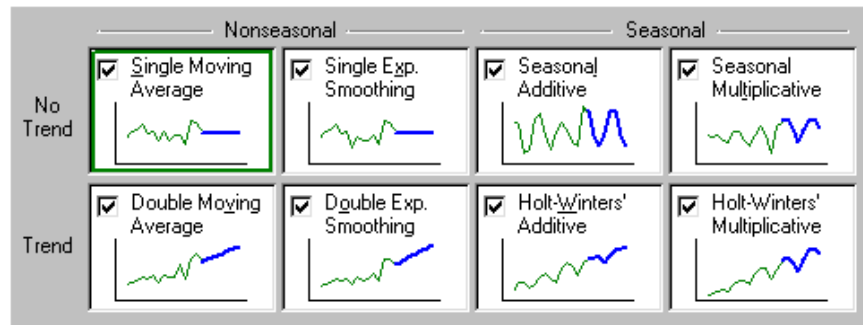 Nonseasonal Seasonal
No
Trend
Single Moving
Average
Single Exp.
Smoothing
Seasonal
Additive
Seasonal
Multiplicative
Trend
Double Moving
Average
Double Exp.
Smoothing
Holt-Winters'
Additive
Holt-Winters'
Multiplicative